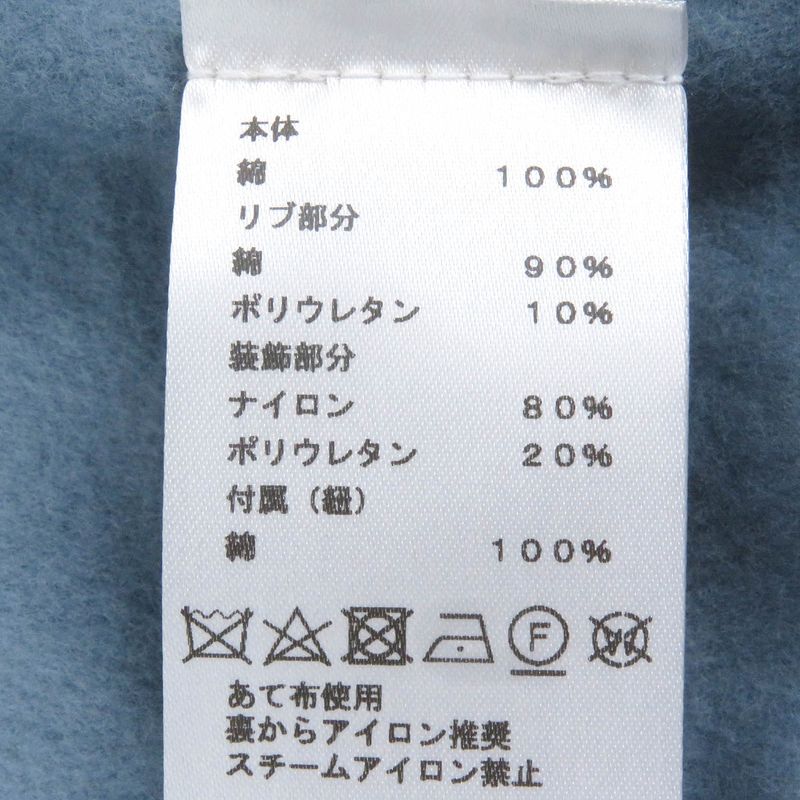 本体
綿 100%
リブ部分
綿 90%
ポリウレタン 10%
装飾部分
ナイロン 80%
ポリウレタン 20%
付属（紐）
綿 100%
F W
あて布使用
裏からアイロン推奨
スチームアイロン禁止